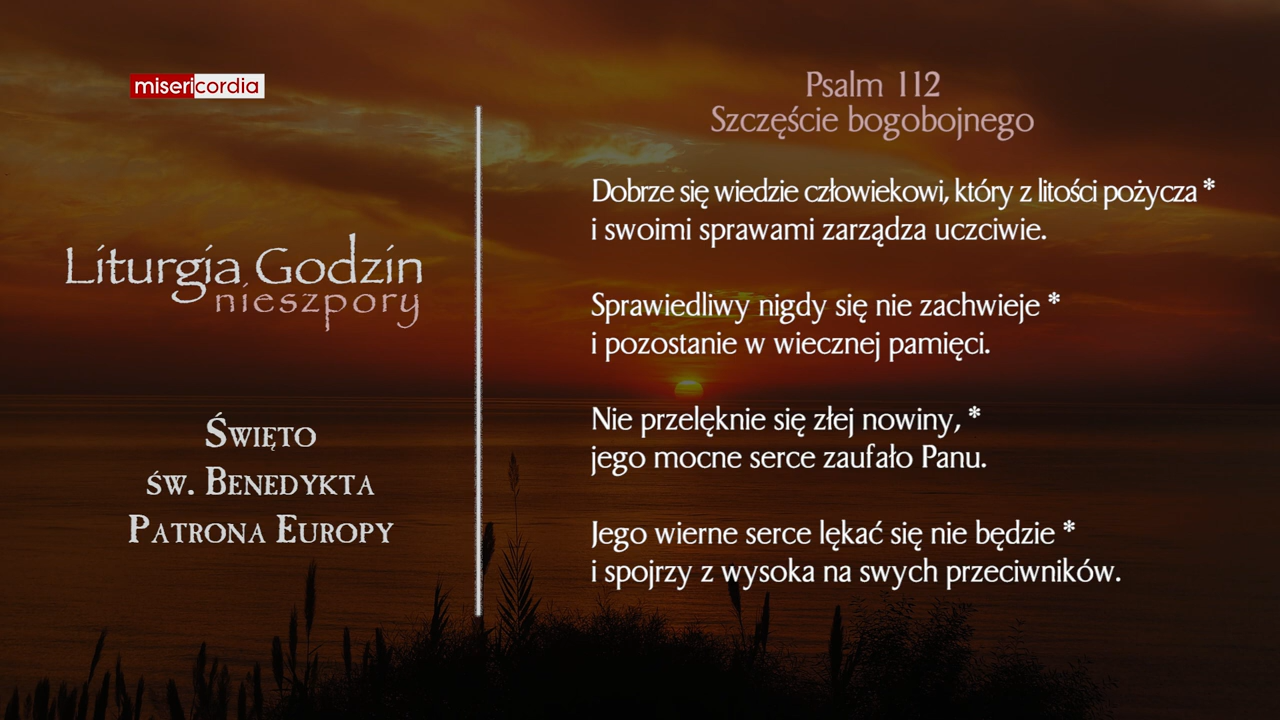 misericordia
Liturgia Godzin
nieszpory
Święto
św. Benedykta
Patrona Europy
Psalm 112
Szczęście bogobojnego
Dobrze się wiedzie człowiekowi, który z litości pożycza *
i swoimi sprawami zarządza uczciwie.
Sprawiedliwy nigdy się nie zachwieje *
i pozostanie w wiecznej pamięci.
Nie przelęknie się złej nowiny, *
jego mocne serce zaufało Panu.
Jego wierne serce lękać się nie będzie *
i spojrzy z wysoka na swych przeciwników.